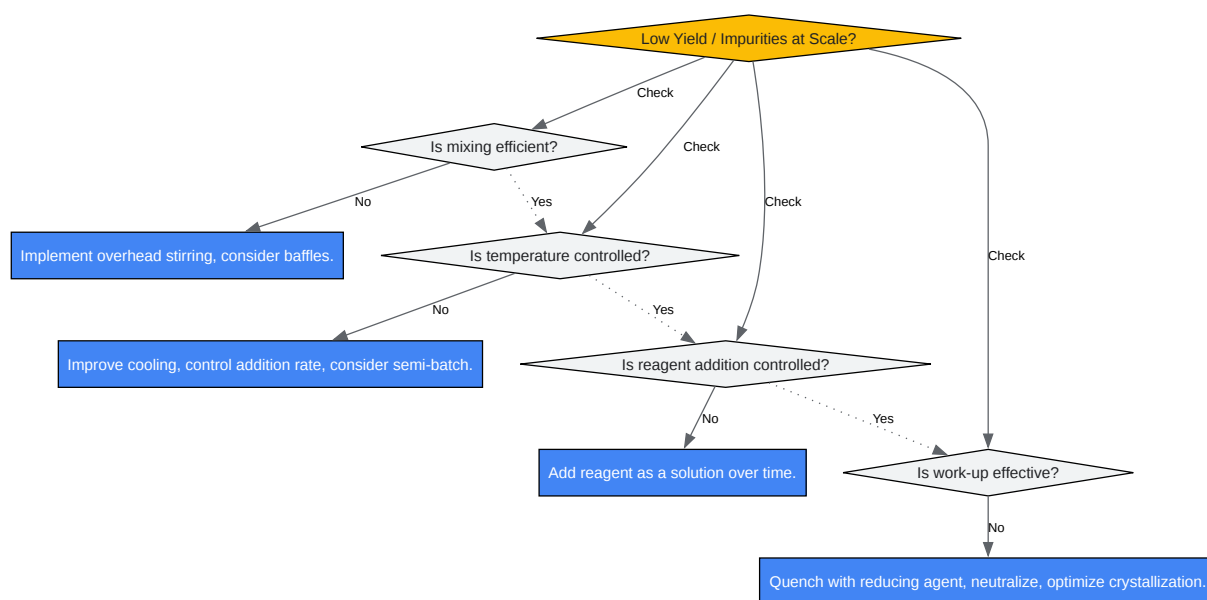 Low Yield / Impurities at Scale?
Check
Is mixing efficient?
Check
No
Yes
Check
Implement overhead stirring, consider baffles.
Is temperature controlled?
Check
No
Yes
Improve cooling, control addition rate, consider semi-batch.
Is reagent addition controlled?
No
Yes
Add reagent as a solution over time.
Is work-up effective?
No
Quench with reducing agent, neutralize, optimize crystallization.